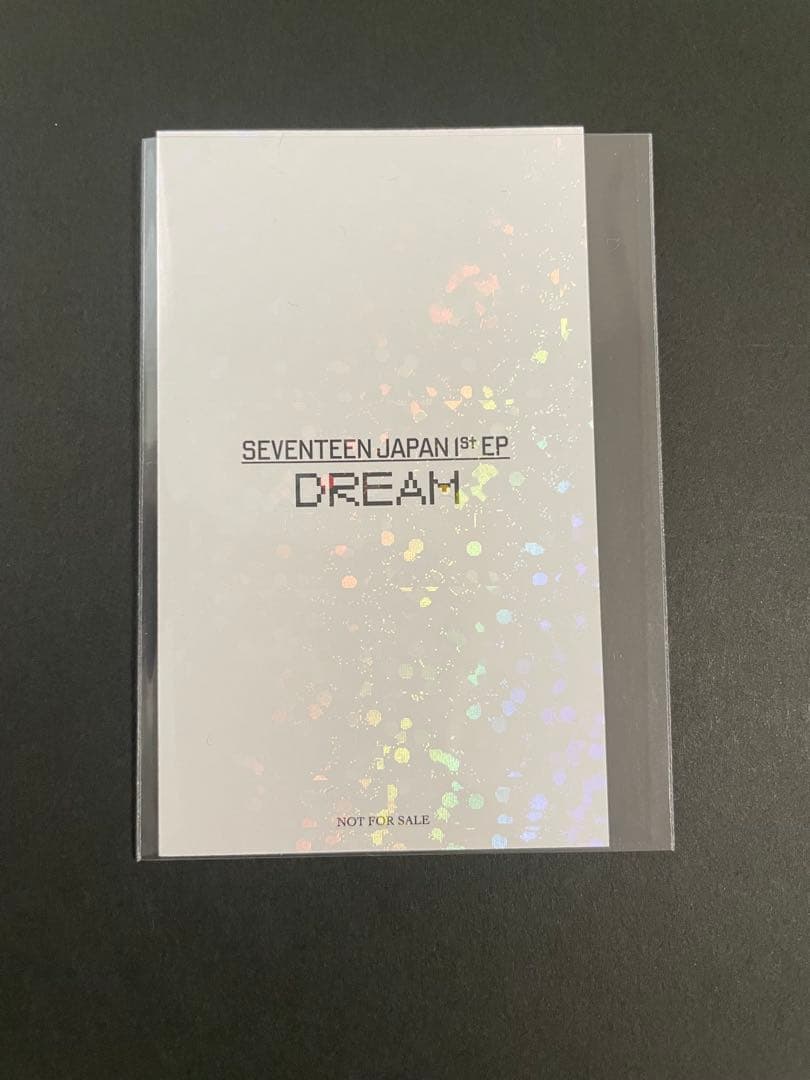 SEVENTEEN JAPAN 1st EP
DREAM
NOT FOR SALE